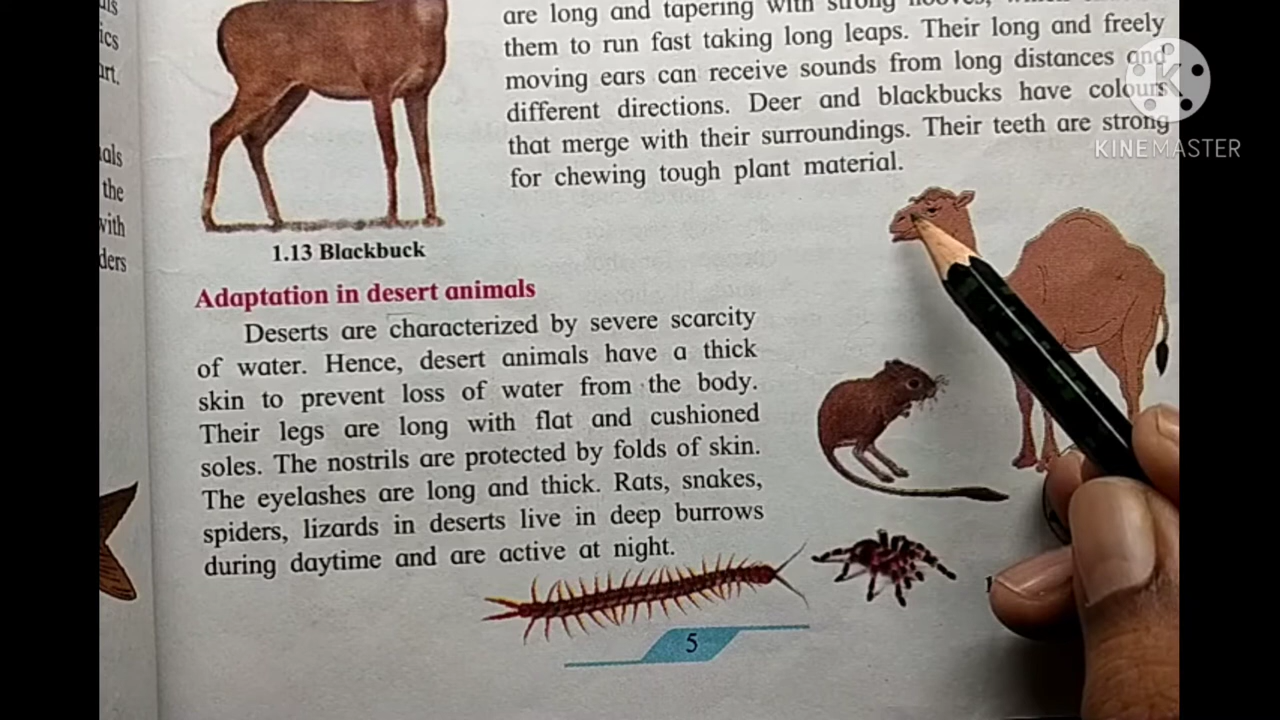 are long and tapering with strong hooves,
them to run fast taking long leaps. Their long and freely
moving ears can receive sounds from long distances and
different directions. Deer and blackbucks have colours
that merge with their surroundings. Their teeth are strong
for chewing tough plant material.
KINEMASTER
ics
art.
als
the
with
ders
1.13 Blackbuck
Adaptation in desert animals
Deserts are characterized by severe scarcity
of water. Hence, desert animals have a thick
skin to prevent loss of water from the body.
Their legs are long with flat and cushioned
soles. The nostrils are protected by folds of skin.
The eyelashes are long and thick. Rats, snakes,
spiders, lizards in deserts live in deep burrows
during daytime and are active at night.
5